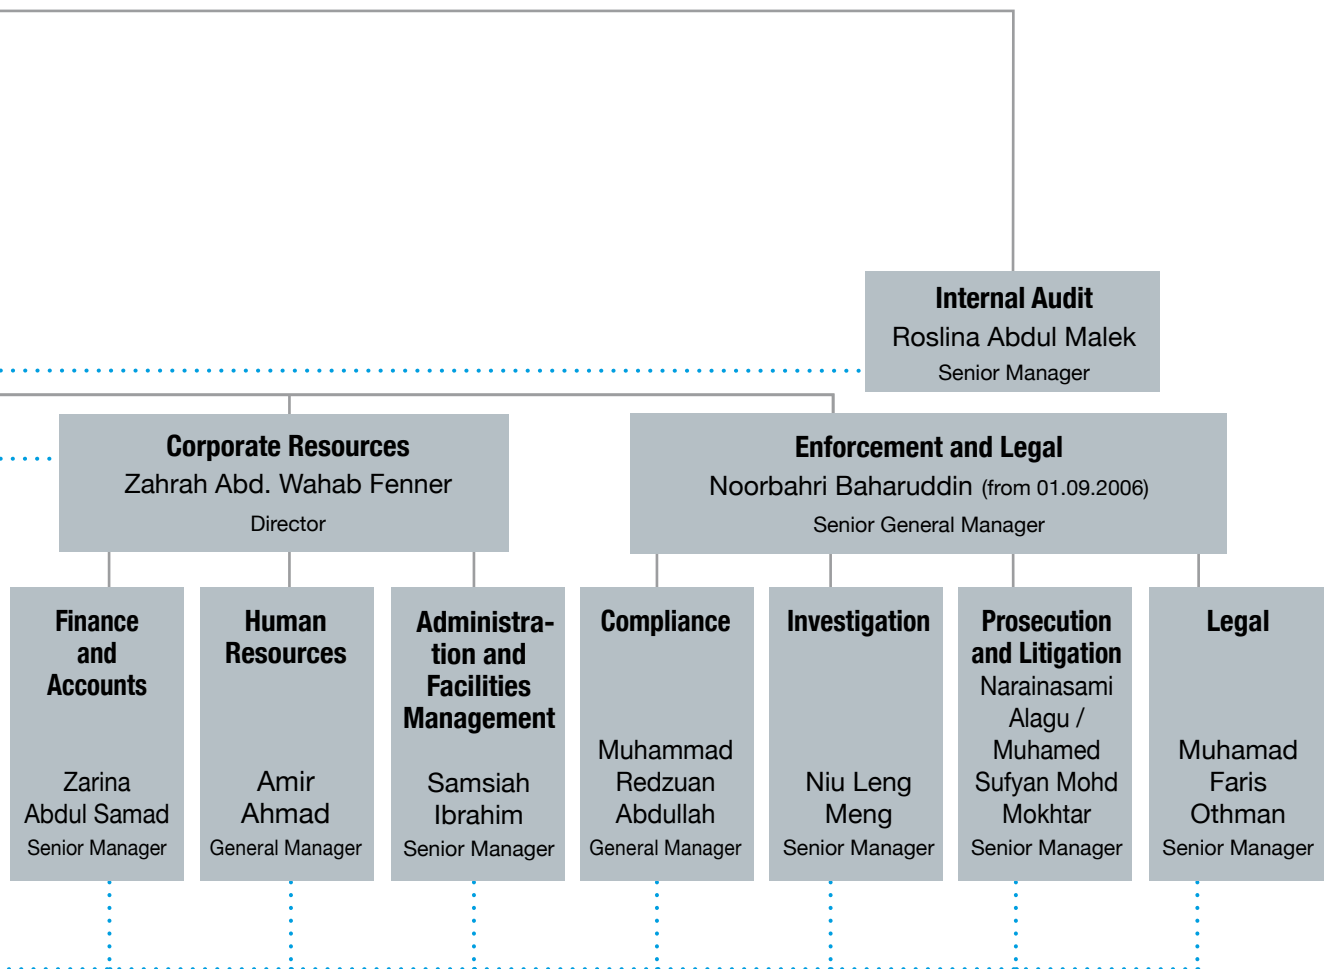 Internal Audit
Roslina Abdul Malek
Senior Manager
Corporate Resources
Zahrah Abd. Wahab Fenner
Director
Enforcement and Legal
Noorbahri Baharuddin (from 01.09.2006)
Senior General Manager
Finance
and
Accounts
Zarina
Abdul Samad
Senior Manager
Human
Resources
Amir
Ahmad
General Manager
Administra-
tion and
Facilities
Management
Samsiah
Ibrahim
Senior Manager
Compliance
Muhammad
Redzuan
Abdullah
General Manager
Investigation
Niu Leng
Meng
Senior Manager
Prosecution
and Litigation
Narainasami
Alagu /
Muhamed
Sufyan Mohd
Mokhtar
Senior Manager
Legal
Muhamad
Faris
Othman
Senior Manager